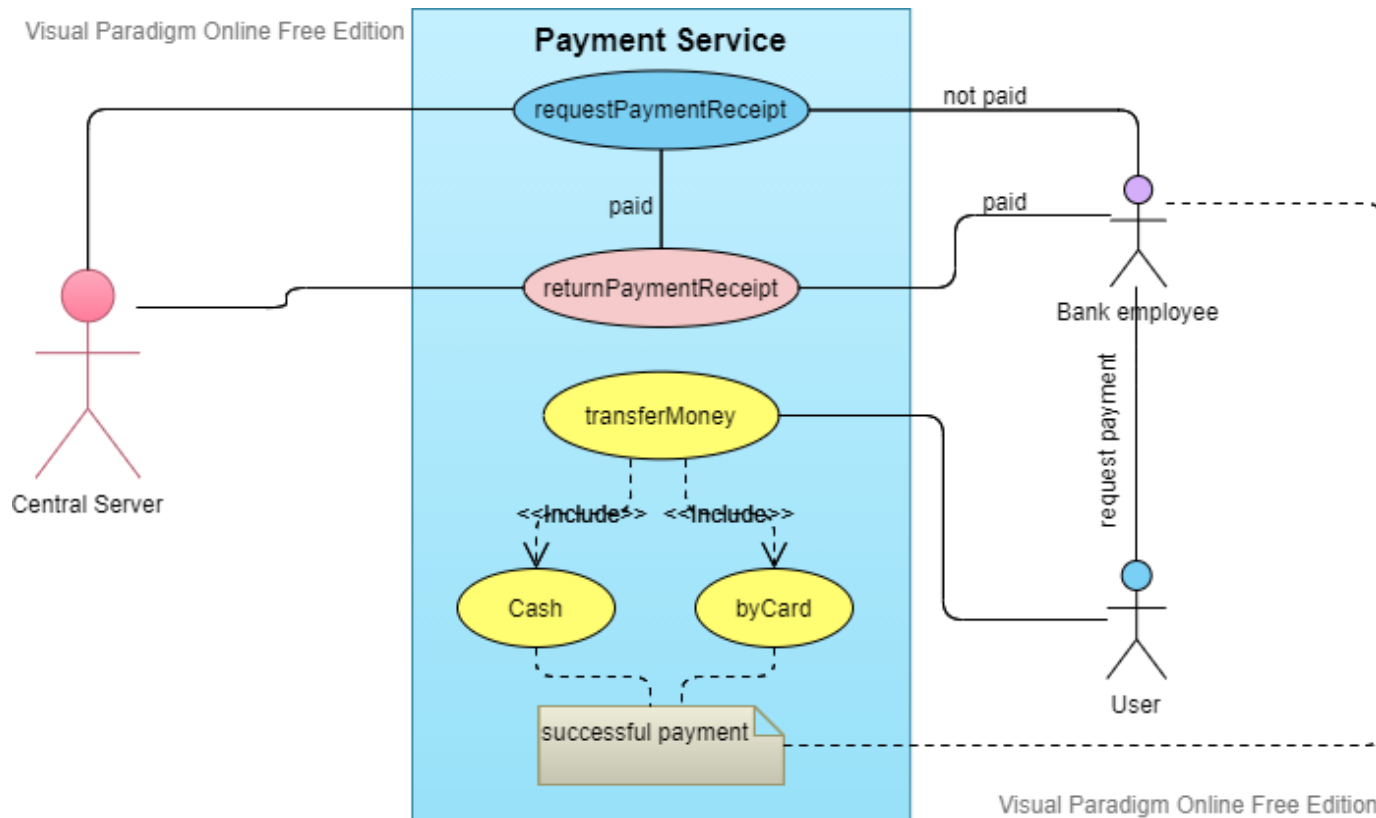 Visual Paradigm Online Free Edition
Payment Service
requestPaymentReceipt
not paid
paid
paid
returnPaymentReceipt
Bank employee
request payment
transferMoney
Central Server
<<Include>>
<<Include>>
Cash
byCard
User
successful payment
Visual Paradigm Online Free Edition